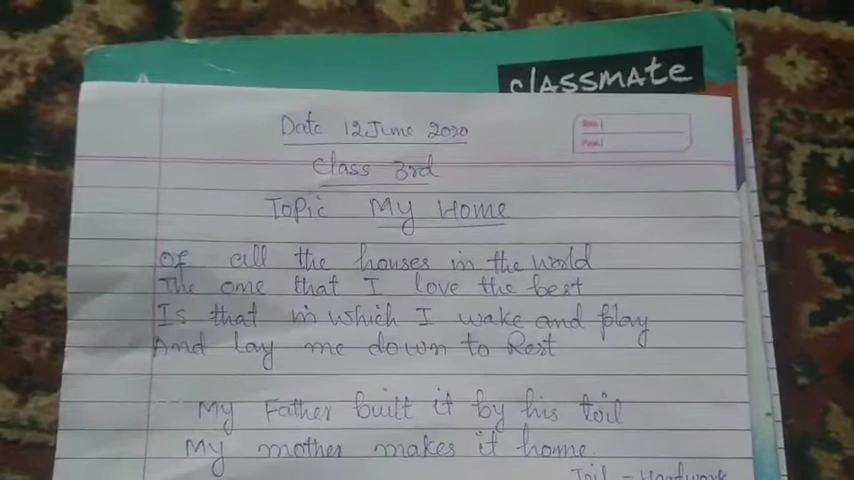 classmate
Date 12 June 2020
Class 3rd
Topic My Home
Of all the houses in the world
The one that I love the best
Is that in which I wake and play
And Lay me down to Rest
My Father built it by his toil
My mother makes it home.
Toil - Hardwork